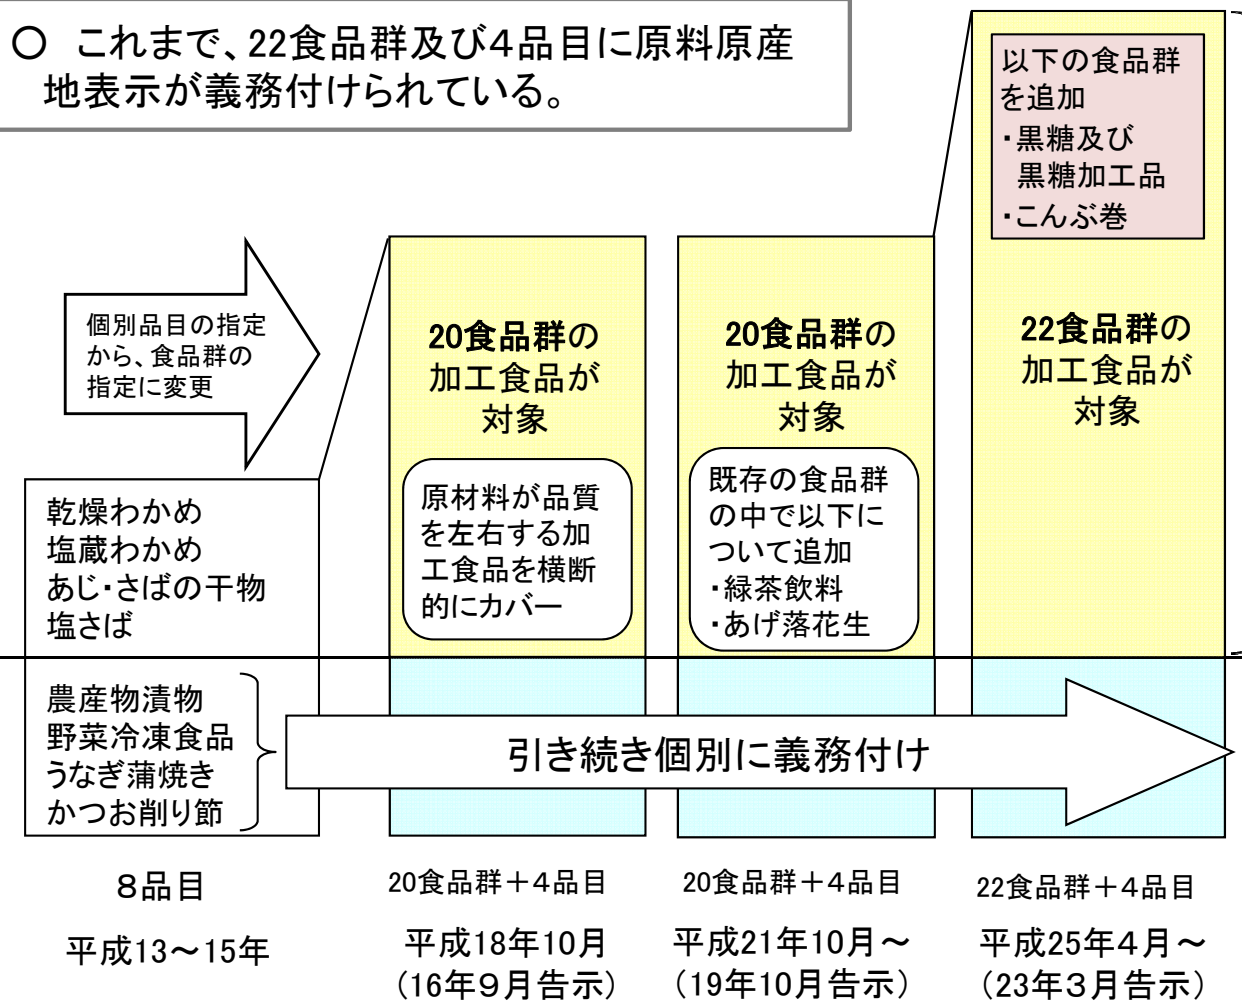 ○ これまで、22食品群及び4品目に原料原産
地表示が義務付けられている。
以下の食品群
を追加
・黒糖及び
黒糖加工品
・こんぶ巻
個別品目の指定
から、食品群の
指定に変更
20食品群の
加工食品が
対象
20食品群の
加工食品が
対象
22食品群の
加工食品が
対象
原材料が品質
を左右する加
工食品を横断
的にカバー
既存の食品群
の中で以下に
ついて追加
・緑茶飲料
・あげ落花生
乾燥わかめ
塩蔵わかめ
あじ・さばの干物
塩さば
農産物漬物
野菜冷凍食品
うなぎ蒲焼き
かつお削り節
引き続き個別に義務付け
8品目
20食品群＋4品目
20食品群＋4品目
22食品群＋4品目
平成13～15年
平成18年10月
（16年9月告示）
平成21年10月～
（19年10月告示）
平成25年4月～
（23年3月告示）